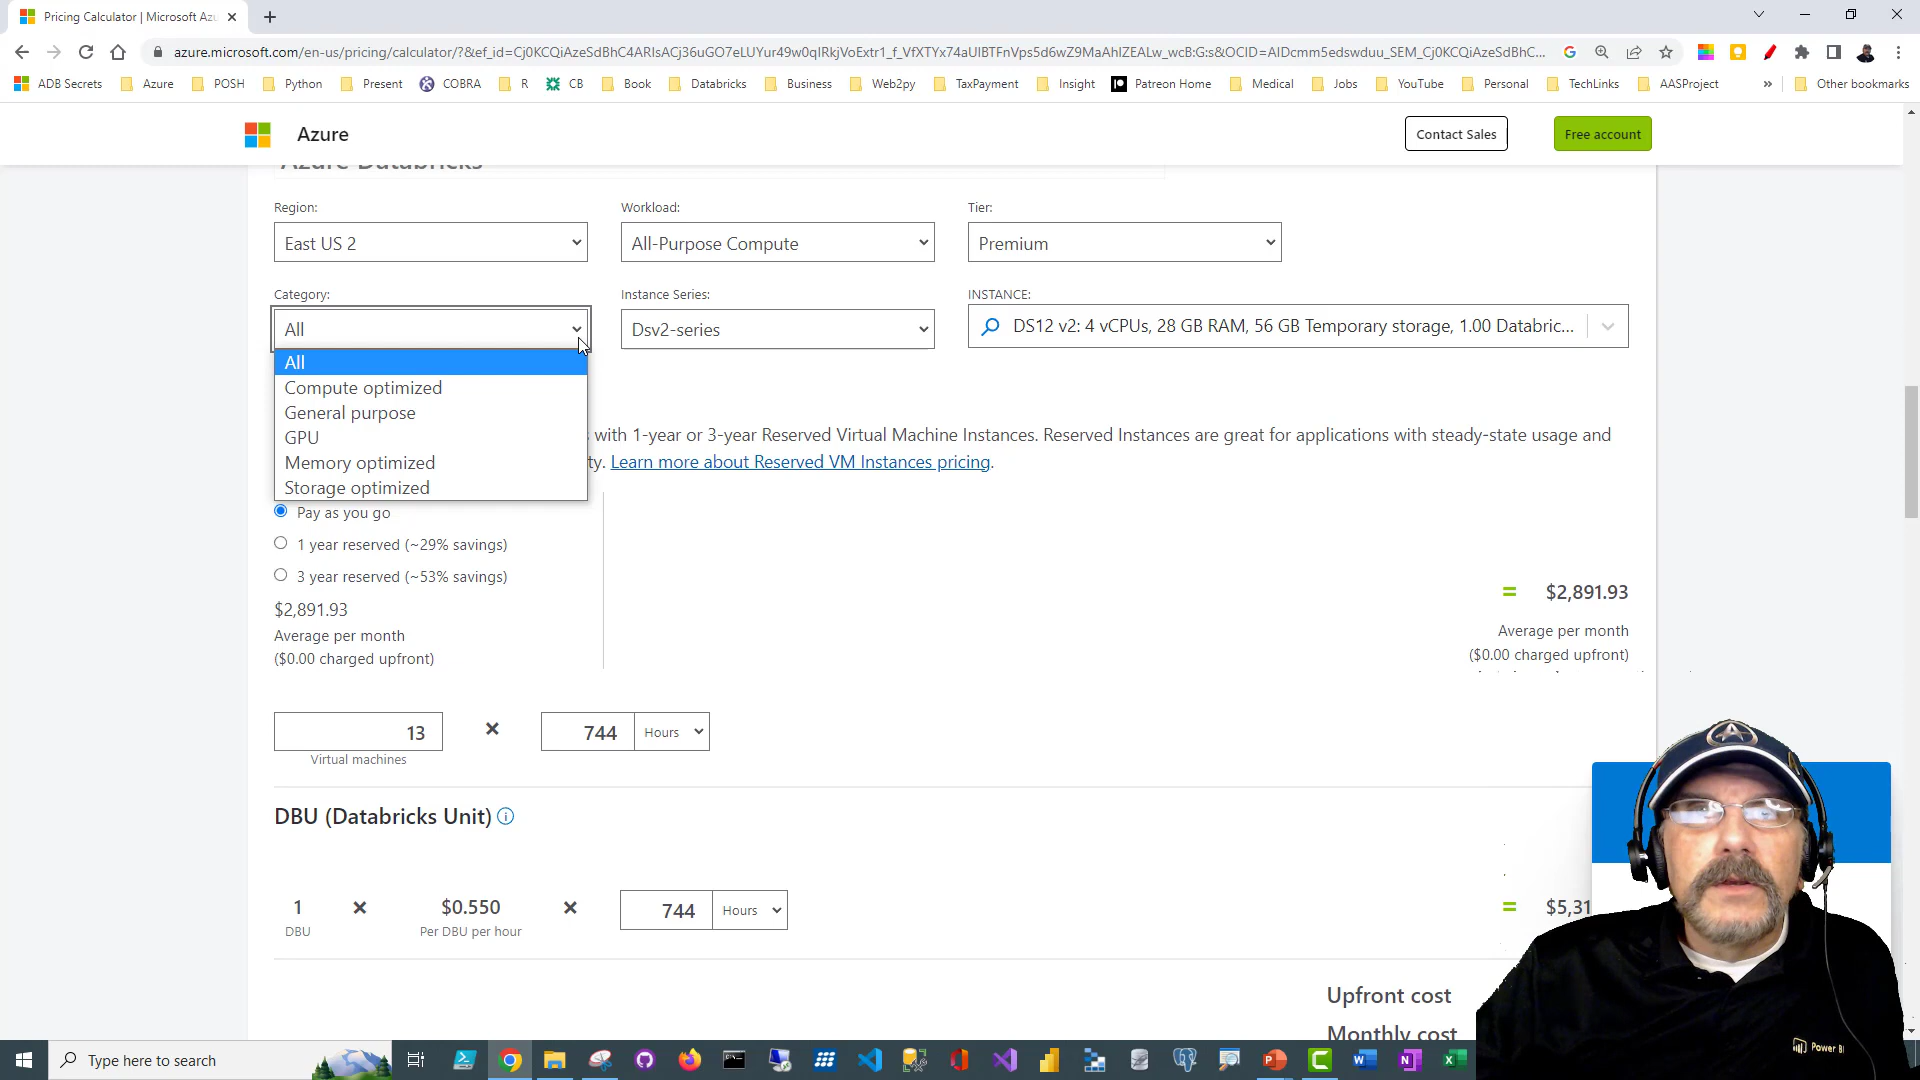 Pricing Calculator | Microsoft Azu
azure.microsoft.com/en-us/pricing/calculator/?&ef_id=Cj0KCQiAzeSdBhC4ARIsACj36uGO7eLUYur49w0qIRkjVoExtr1_f_VfXTYx74aUIBTFnVps5d6wZ9MaAhIZEALw_wcB:G:s&OCID=AIDcmm5edswduu_SEM_Cj0KCQiAzeSdBhC...
ADB Secrets Azure POSH Python Present COBRA R CB Book Databricks Business Web2py TaxPayment Insight Patreon Home Medical Jobs YouTube Personal TechLinks AASProject » Other bookmarks
Azure Contact Sales Free account
Azure Databricks
Region: Workload: Tier:
East US 2 All-Purpose Compute Premium
Category: Instance Series: INSTANCE:
All Dsv2-series DS12 v2: 4 vCPUs, 28 GB RAM, 56 GB Temporary storage, 1.00 Databric...
All
Compute optimized
General purpose
GPU
Memory optimized
Storage optimized
with 1-year or 3-year Reserved Virtual Machine Instances. Reserved Instances are great for applications with steady-state usage and
Learn more about Reserved VM Instances pricing.
Pay as you go
1 year reserved (~29% savings)
3 year reserved (~53% savings)
$2,891.93
Average per month
($0.00 charged upfront)
= $2,891.93
Average per month
($0.00 charged upfront)
13 × 744 Hours
Virtual machines
DBU (Databricks Unit)
1 × $0.550 × 744 Hours = $5,31
DBU Per DBU per hour
Upfront cost
Monthly cost
Type here to search
Power BI